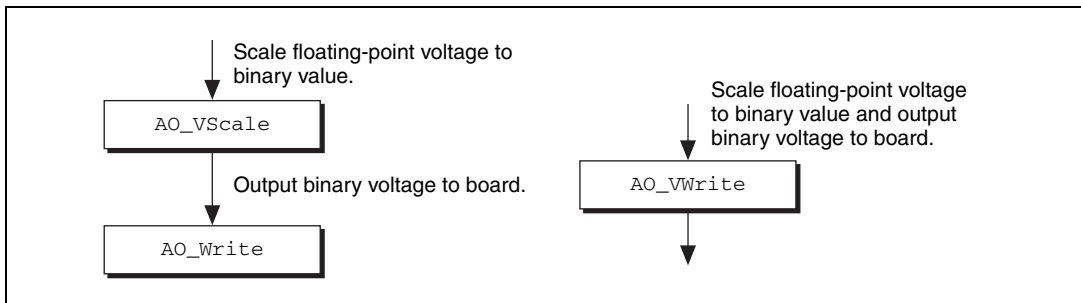 Scale floating-point voltage to
binary value.
AO_VScale
Output binary voltage to board.
AO_Write
Scale floating-point voltage
to binary value and output
binary voltage to board.
AO_VWrite